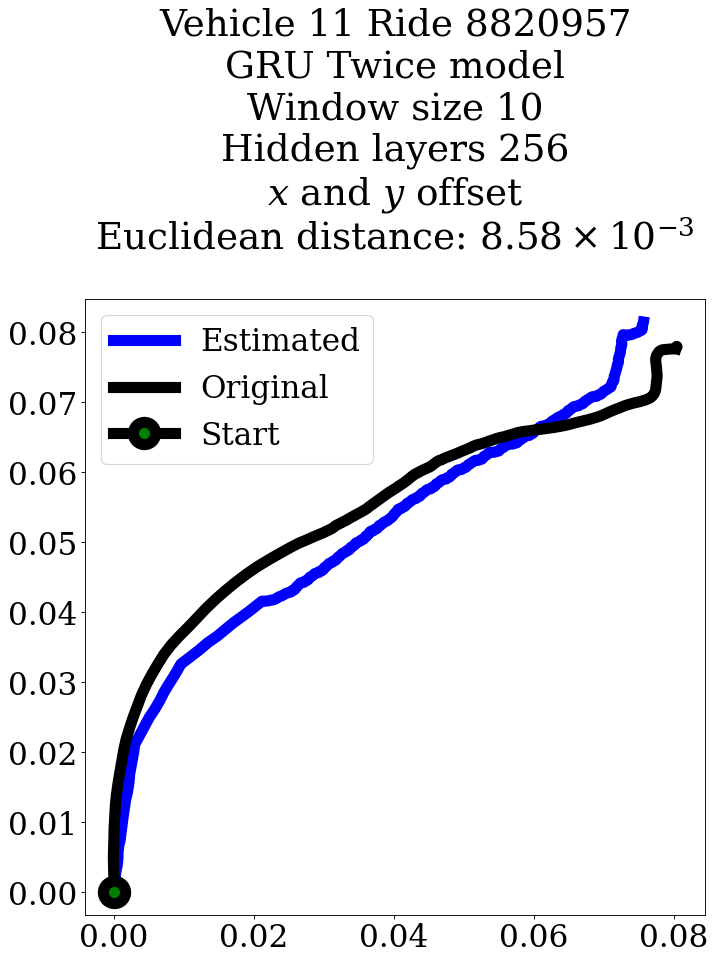 Vehicle 11 Ride 8820957
GRU Twice model
Window size 10
Hidden layers 256
x and y offset
Euclidean distance: 8.58 × 10⁻³
Estimated
Original
Start
0.08
0.07
0.06
0.05
0.04
0.03
0.02
0.01
0.00
0.00 0.02 0.04 0.06 0.08